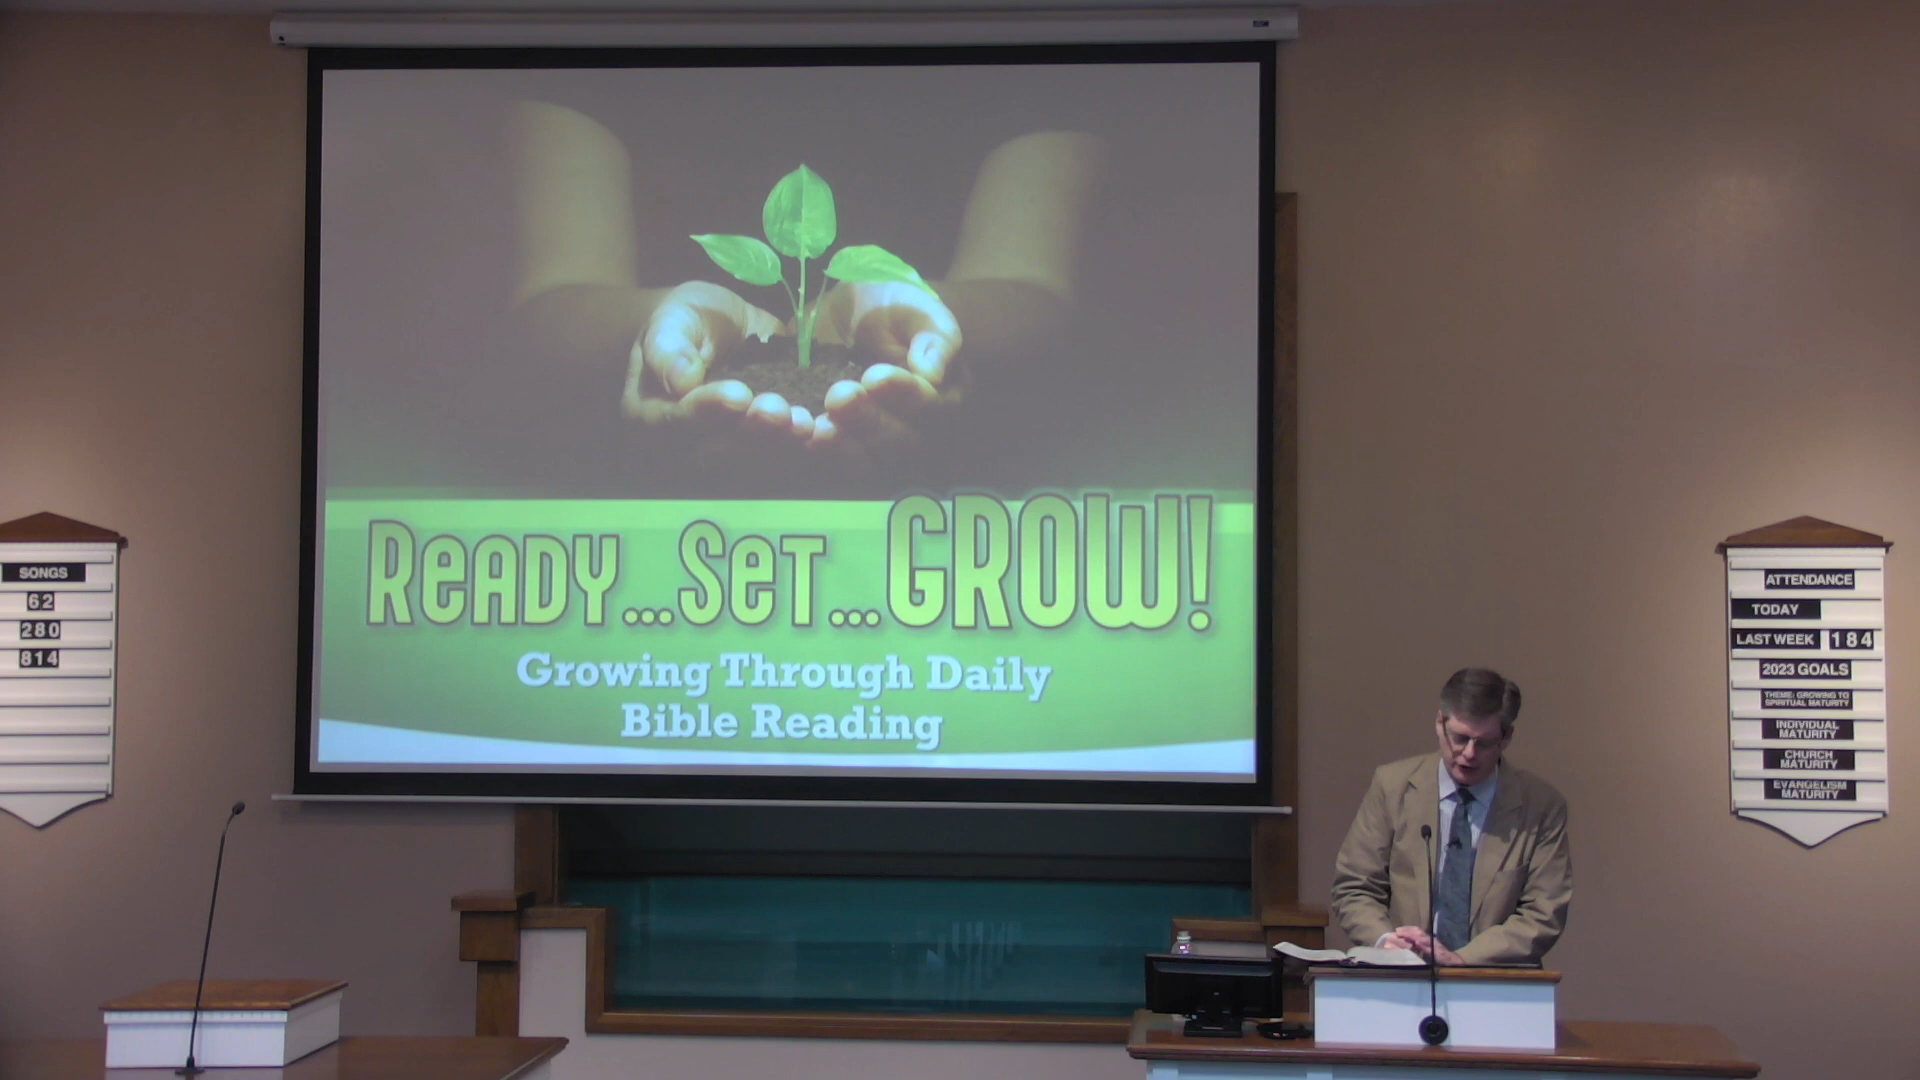 Ready...Set...GROW!
Growing Through Daily
Bible Reading
SONGS
62
280
814
ATTENDANCE
TODAY
LAST WEEK 184
2023 GOALS
THEME: GROWING TO
SPIRITUAL MATURITY
INDIVIDUAL
MATURITY
CHURCH
MATURITY
EVANGELISM
MATURITY